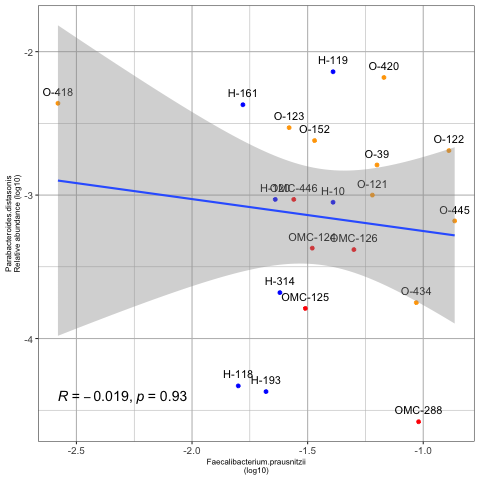 -2
-3
-4
Parabacteroides.distasonis
Relative abundance (log10)
H-119
O-420
H-161
O-418
O-123
O-152
O-122
O-39
O-121
OMC-446
H-10
O-445
OMC-124
OMC-126
H-314
OMC-125
O-434
H-118
H-193
OMC-288
R = −0.019, p = 0.93
-2.5
-2.0
-1.5
-1.0
Faecalibacterium.prausnitzii
(log10)